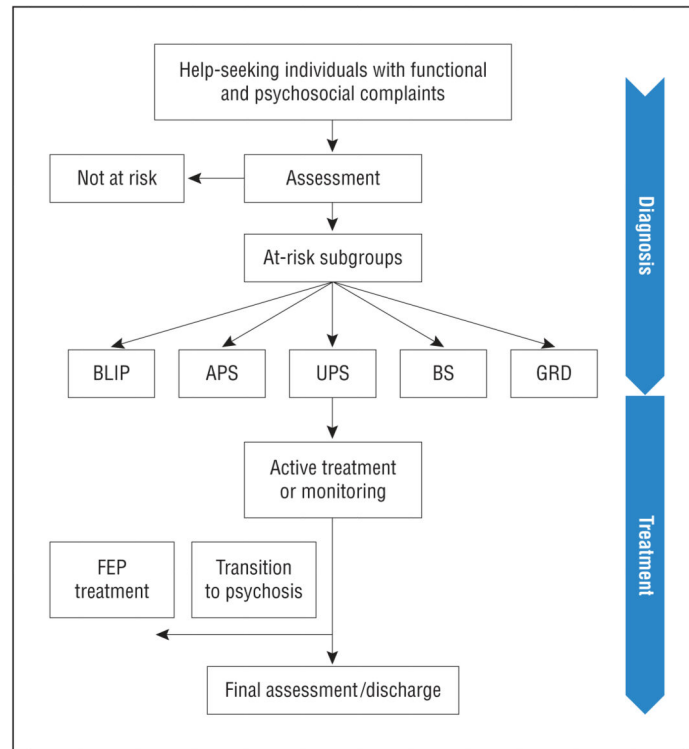 Help-seeking individuals with functional
and psychosocial complaints
Not at risk
Assessment
At-risk subgroups
BLIP
APS
UPS
BS
GRD
Diagnosis
Active treatment
or monitoring
FEP
treatment
Transition
to psychosis
Treatment
Final assessment/discharge